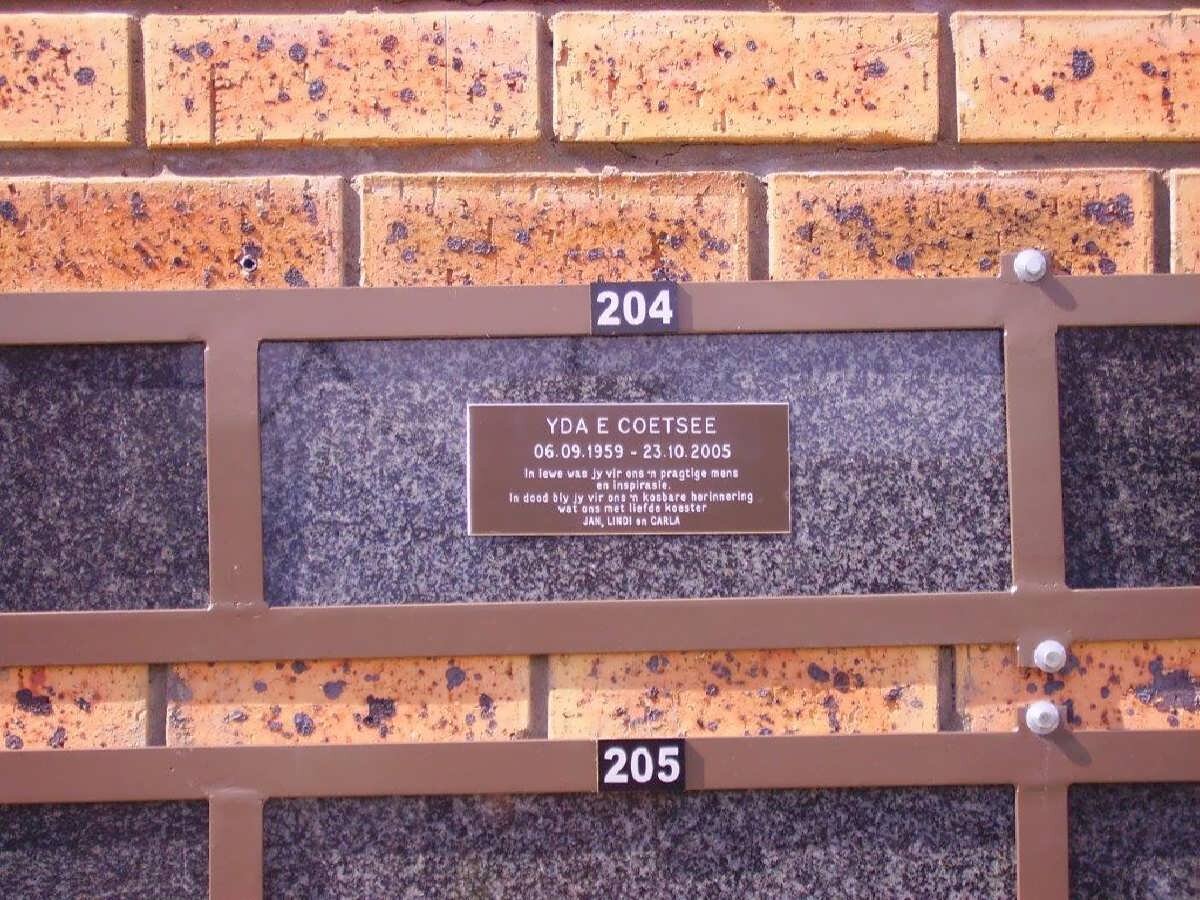 204
YDA E COETSEE
06.09.1959 - 23.10.2005
In lewe was jy vir ons 'n pragtige mens
en inspirasie.
In dood bly jy vir ons 'n kosbare herinnering
wat ons met liefde koester
JAN, LINDI en CARLA
205